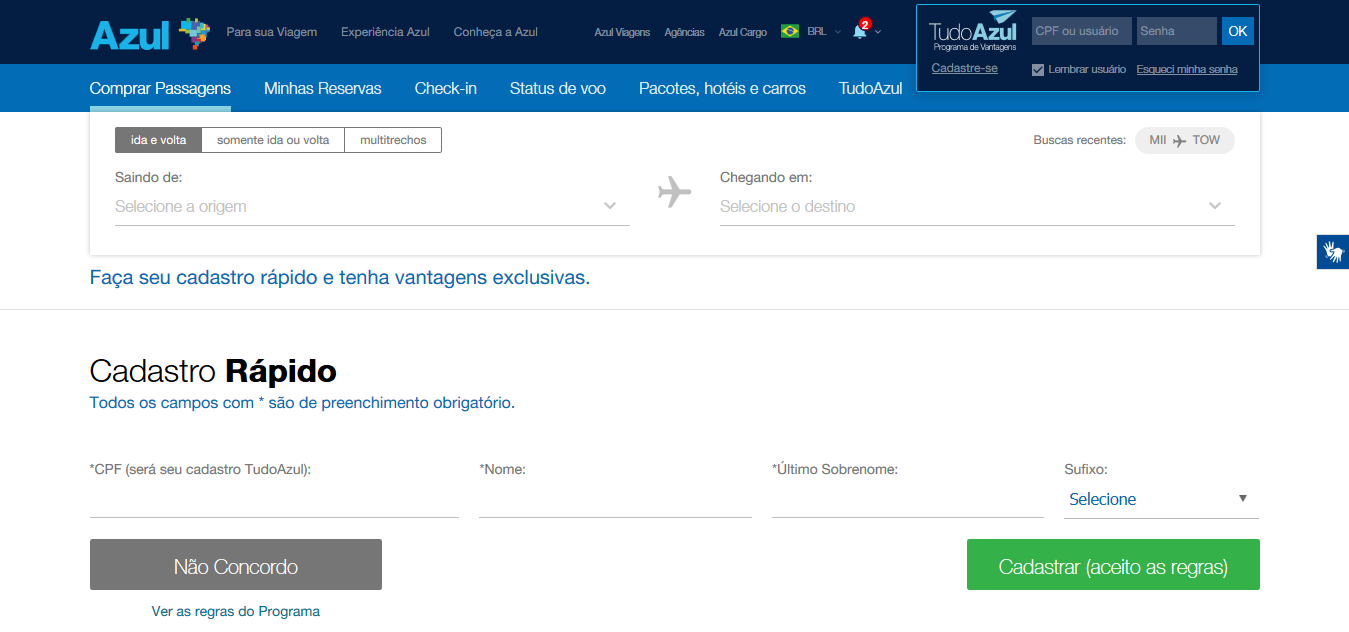 Azul Para sua Viagem Experiência Azul Conheça a Azul Azul Viagens Agências Azul Cargo BRL 2
TudoAzul CPF ou usuário Senha OK
Programa de Vantagens
Cadastre-se Lembrar usuário Esqueci minha senha
Comprar Passagens Minhas Reservas Check-in Status de voo Pacotes, hotéis e carros TudoAzul
ida e volta somente ida ou volta multitrechos Buscas recentes: MII TOW
Saindo de: Chegando em:
Selecione a origem Selecione o destino
Faça seu cadastro rápido e tenha vantagens exclusivas.
Cadastro Rápido
Todos os campos com * são de preenchimento obrigatório.
*CPF (será seu cadastro TudoAzul): *Nome: *Último Sobrenome: Sufixo:
Selecione
Não Concordo Cadastrar (aceito as regras)
Ver as regras do Programa